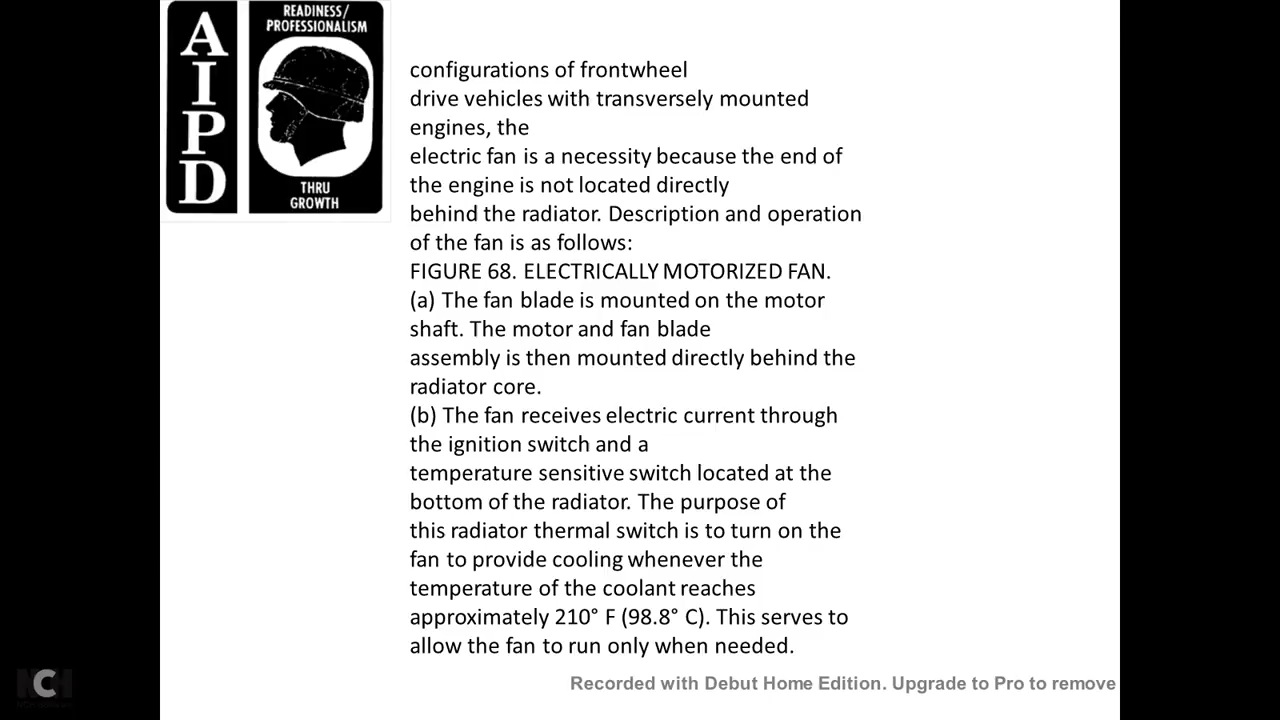 AIPD
READINESS/
PROFESSIONALISM
THRU
GROWTH
configurations of frontwheel
drive vehicles with transversely mounted
engines, the
electric fan is a necessity because the end of
the engine is not located directly
behind the radiator. Description and operation
of the fan is as follows:
FIGURE 68. ELECTRICALLY MOTORIZED FAN.
(a) The fan blade is mounted on the motor
shaft. The motor and fan blade
assembly is then mounted directly behind the
radiator core.
(b) The fan receives electric current through
the ignition switch and a
temperature sensitive switch located at the
bottom of the radiator. The purpose of
this radiator thermal switch is to turn on the
fan to provide cooling whenever the
temperature of the coolant reaches
approximately 210° F (98.8° C). This serves to
allow the fan to run only when needed.
NCH
Recorded with Debut Home Edition. Upgrade to Pro to remove